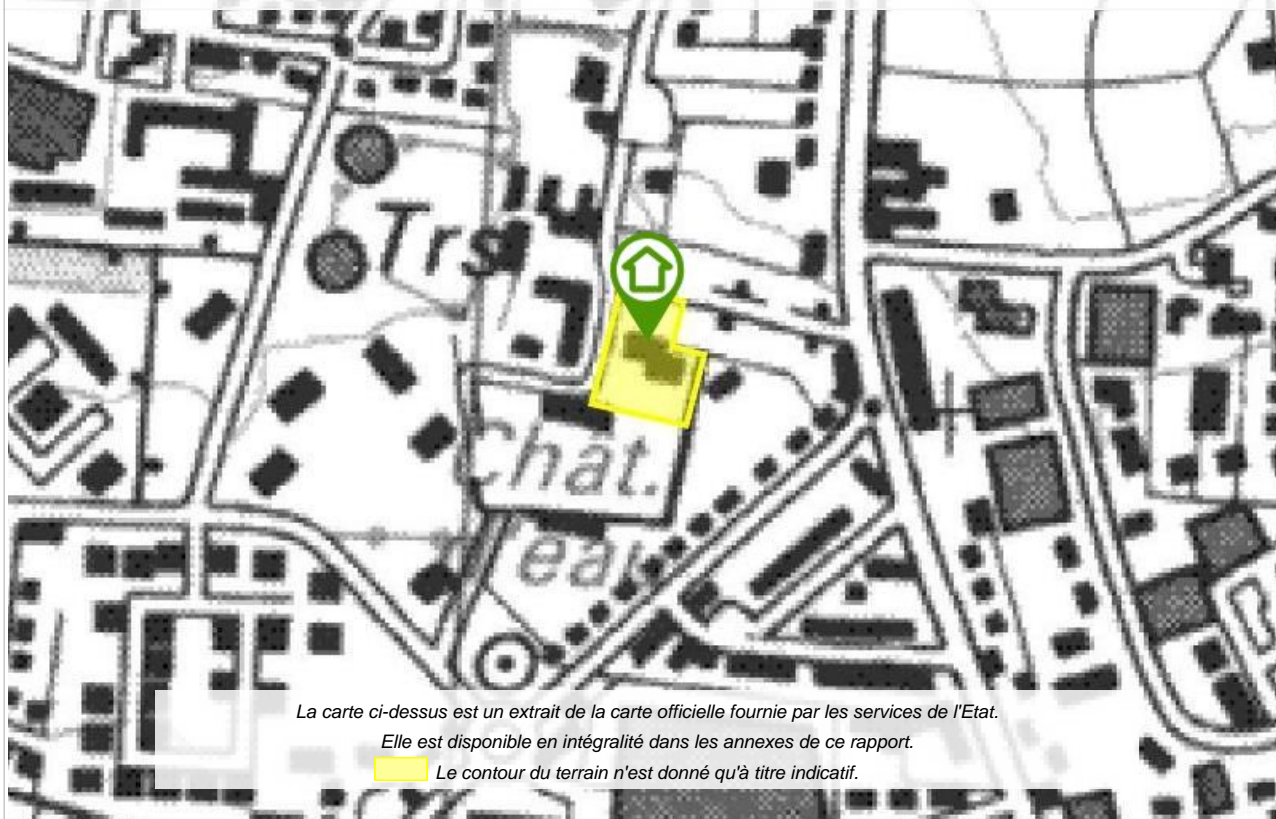 Trs
Chat.
eau
La carte ci-dessus est un extrait de la carte officielle fournie par les services de l'Etat.
Elle est disponible en intégralité dans les annexes de ce rapport.
Le contour du terrain n'est donné qu'à titre indicatif.